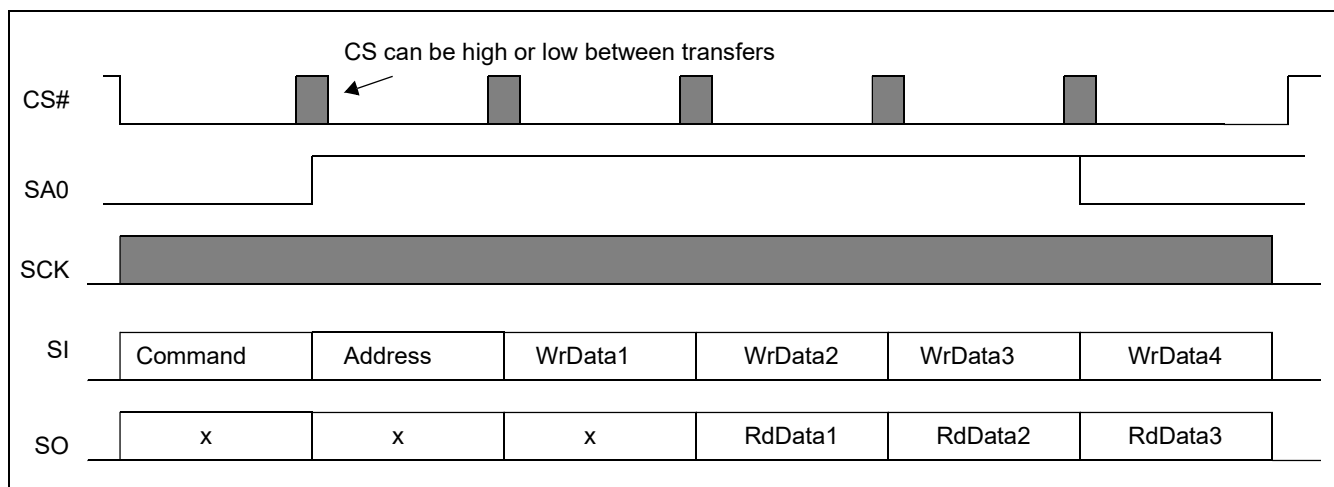 CS can be high or low between transfers
CS#
SA0
SCK
SI Command Address WrData1 WrData2 WrData3 WrData4
SO x x x RdData1 RdData2 RdData3